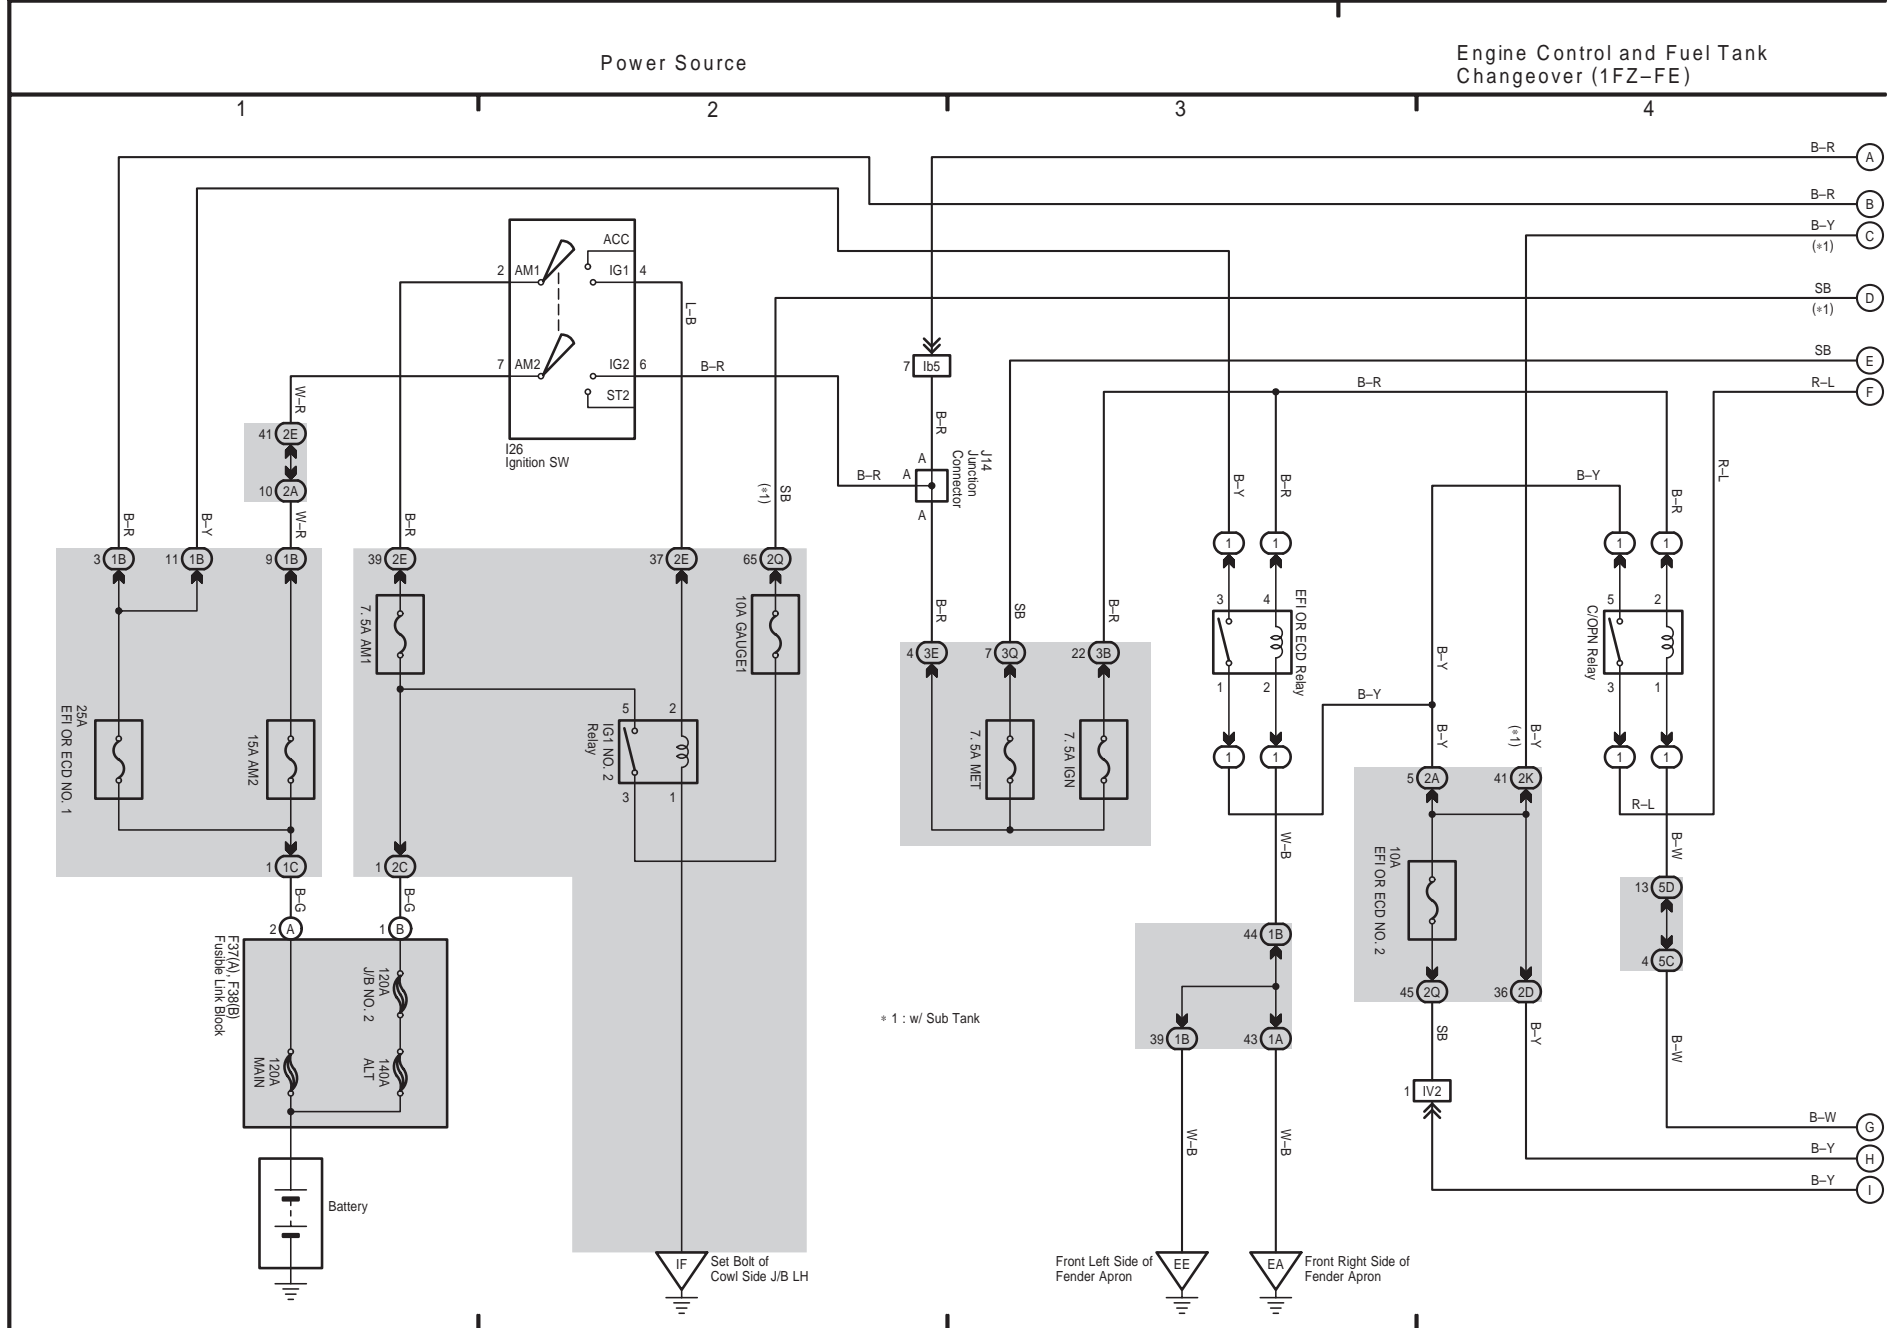 Power Source
Engine Control and Fuel Tank
Changeover (1FZ–FE)
1
2
3
4
B–R
A
B–R
B
B–Y
(∗1)
C
SB
(∗1)
D
SB
E
R–L
F
ACC
2
AM1
IG1
4
7
AM2
IG2
6
ST2
I26
Ignition SW
L–B
B–R
W–R
41
2E
10
2A
W–R
B–R
B–Y
B–R
SB
(∗1)
7
Ib5
B–R
A
B–R
A
J14
Junction
Connector
A
B–R
B–Y
B–R
B–Y
B–R
R–L
3
1B
11
1B
9
1B
39
2E
37
2E
65
2Q
1
1
1
1
7. 5A AM1
10A GAUGE1
B–R
SB
B–R
3
4
EFI OR ECD Relay
1
2
5
2
C/OPN Relay
3
1
4
3E
7
3Q
22
3B
B–Y
B–Y
B–Y
B–Y
(∗1)
25A
EFI OR ECD NO. 1
15A AM2
5
2
IG1 NO. 2
Relay
3
1
7. 5A MET
7. 5A IGN
1
1
1
1
5
2A
41
2K
R–L
W–B
B–W
1
1C
1
2C
10A
EFI OR ECD NO. 2
13
5D
4
5C
B–G
B–G
2
A
1
B
F37(A), F38(B)
Fusible Link Block
120A
J/B NO. 2
120A
MAIN
140A
ALT
44
1B
39
1B
43
1A
45
2Q
36
2D
∗ 1 : w/ Sub Tank
SB
B–Y
B–W
1
IV2
W–B
W–B
B–W
G
B–Y
H
B–Y
I
Battery
IF
Set Bolt of
Cowl Side J/B LH
Front Left Side of
Fender Apron
EE
EA
Front Right Side of
Fender Apron